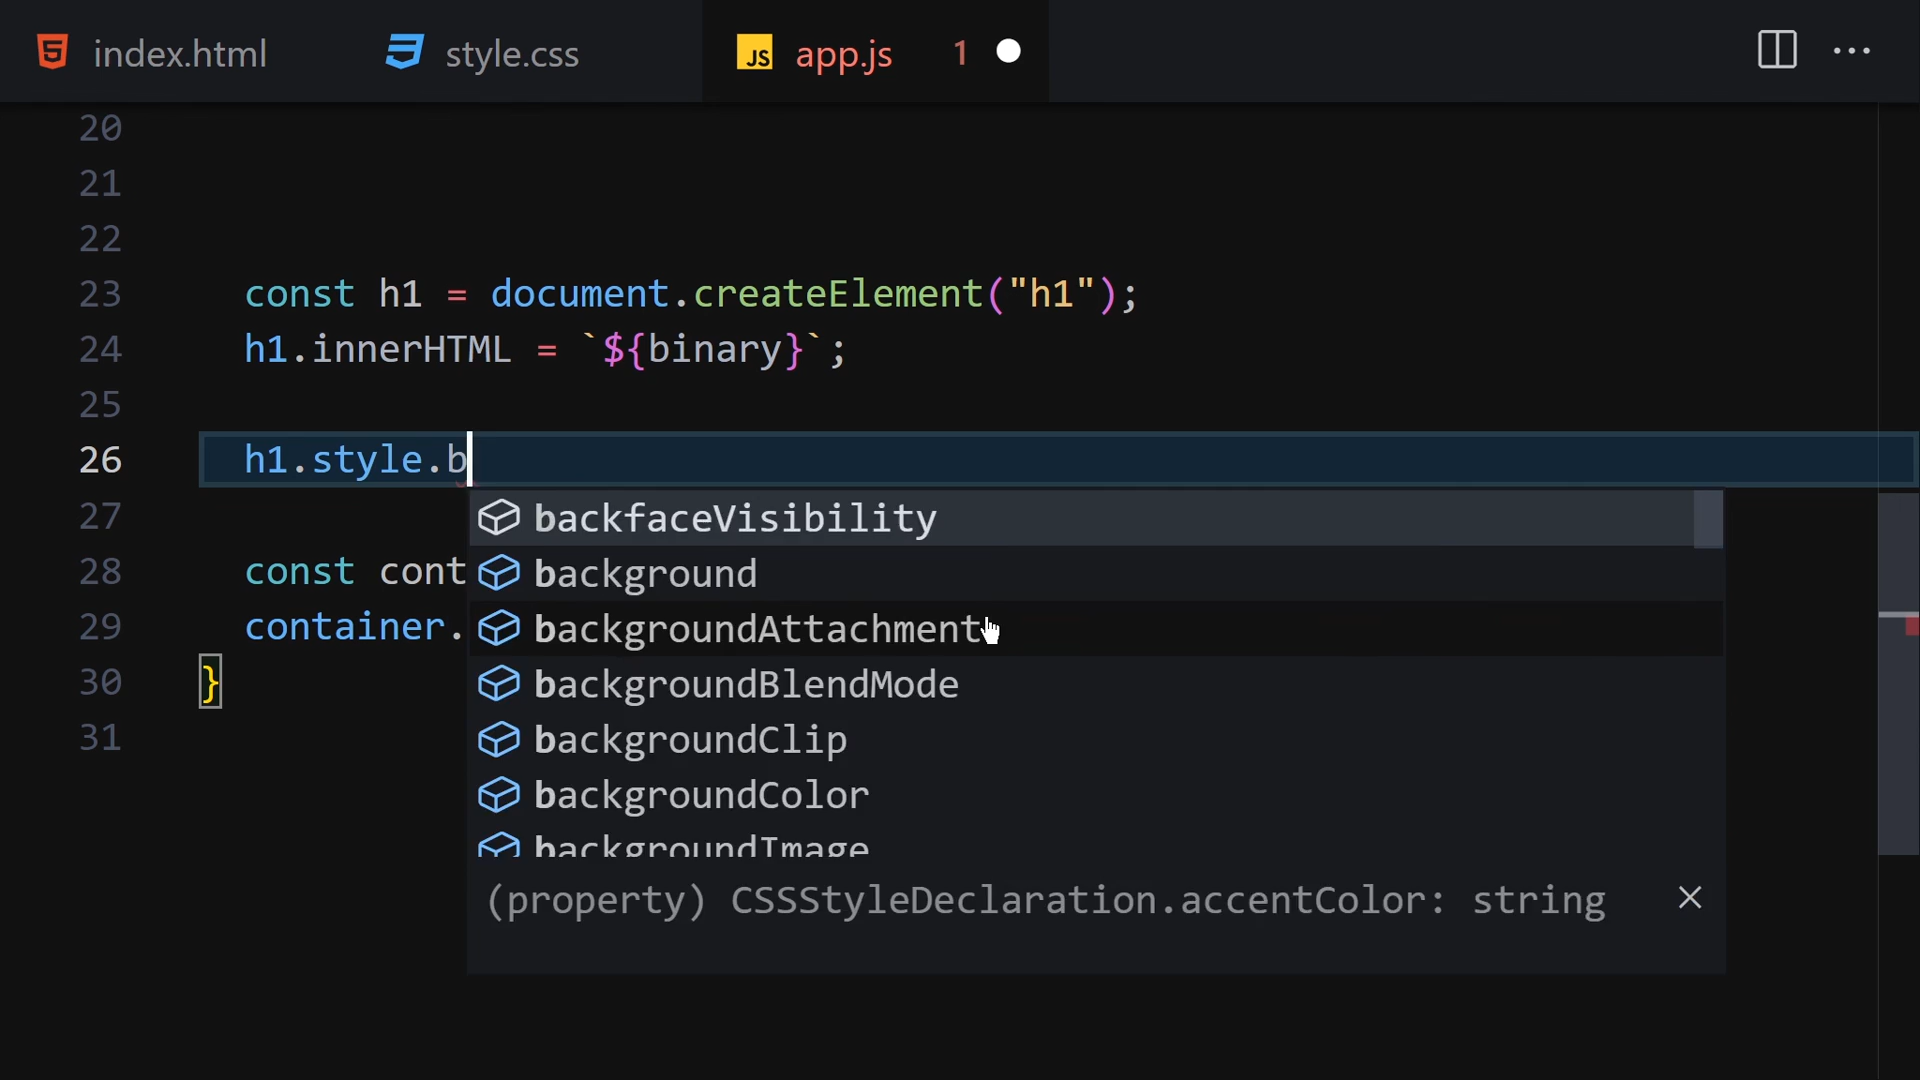 index.html style.css JS app.js 1
20
21
22
23 const h1 = document.createElement("h1");
24 h1.innerHTML = `${binary}`;
25
26 h1.style.b
27 backfaceVisibility
28 const cont background
29 container. backgroundAttachment
30 } backgroundBlendMode
31 backgroundClip
backgroundColor
backgroundImage
(property) CSSStyleDeclaration.accentColor: string